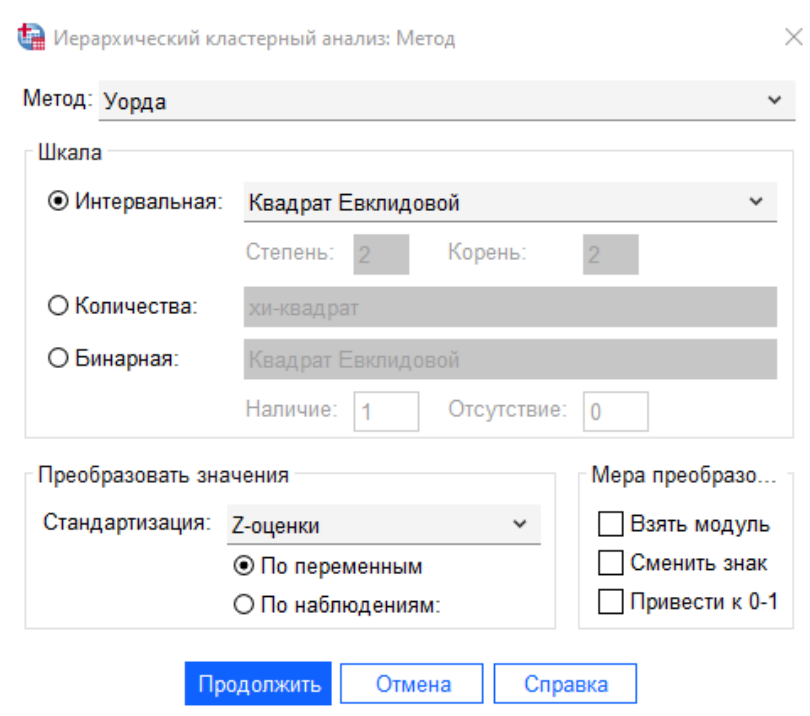 Иерархический кластерный анализ: Метод
Метод: Уорда
Шкала
Интервальная: Квадрат Евклидовой
Степень: 2 Корень: 2
Количества: хи-квадрат
Бинарная: Квадрат Евклидовой
Наличие: 1 Отсутствие: 0
Преобразовать значения
Стандартизация: Z-оценки
По переменным
По наблюдениям:
Мера преобразо...
Взять модуль
Сменить знак
Привести к 0-1
Продолжить Отмена Справка